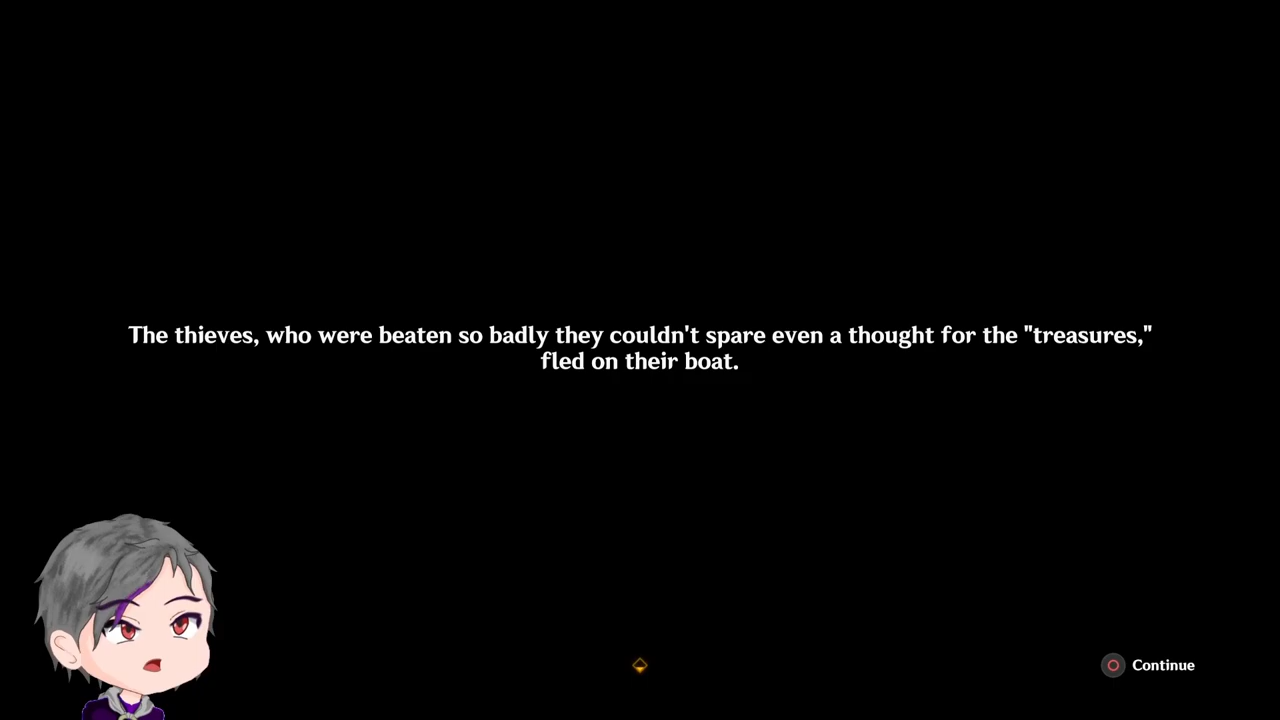 The thieves, who were beaten so badly they couldn't spare even a thought for the "treasures,"
fled on their boat.
Continue